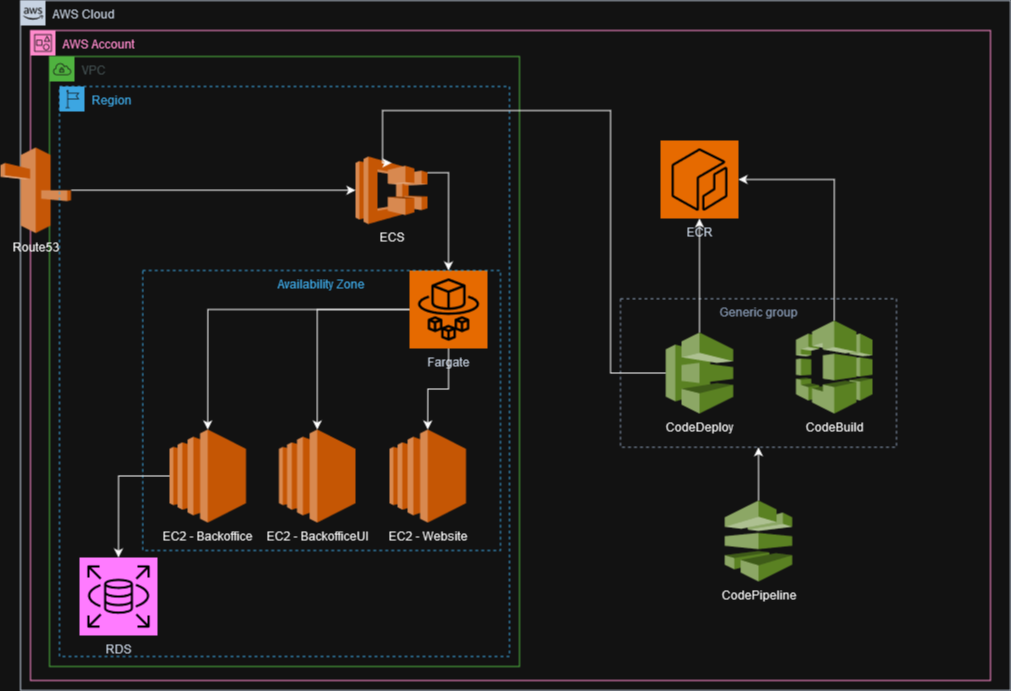 aws
AWS Cloud
AWS Account
VPC
Region
Route53
ECS
ECR
Availability Zone
Fargate
Generic group
CodeDeploy
CodeBuild
EC2 - Backoffice
EC2 - BackofficeUI
EC2 - Website
CodePipeline
RDS